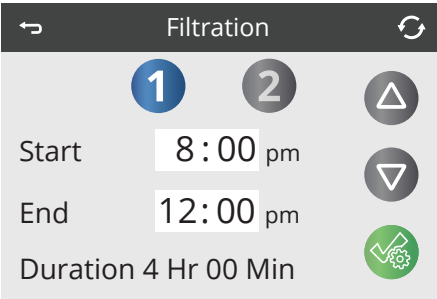 Filtration
1 2
Start 8:00 pm
End 12:00 pm
Duration 4 Hr 00 Min